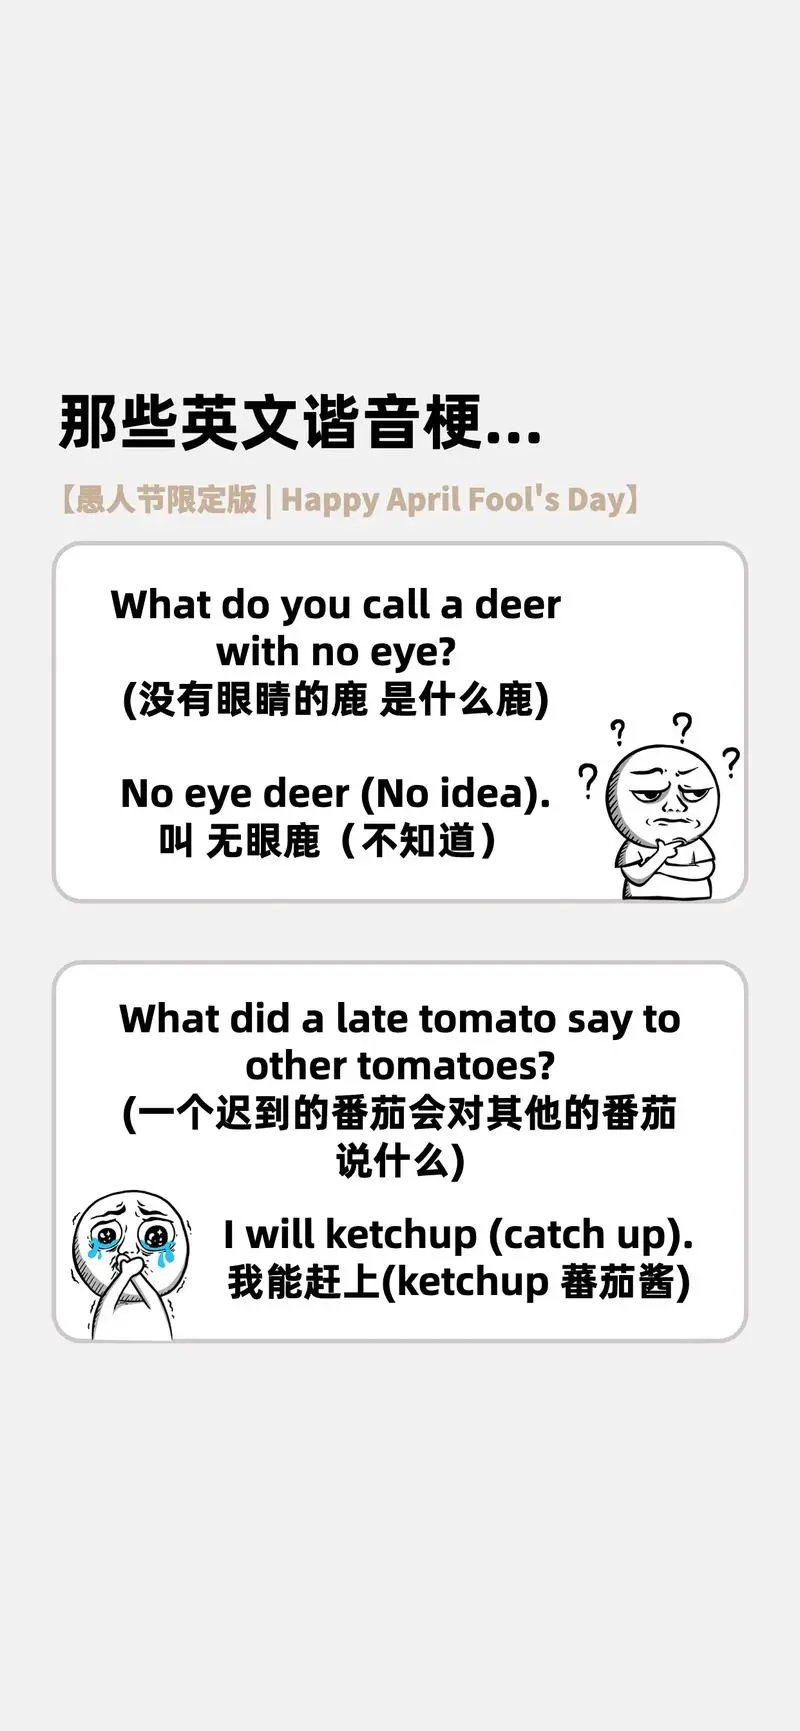 那些英文谐音梗...
【愚人节限定版 | Happy April Fool's Day】
What do you call a deer
with no eye?
(没有眼睛的鹿 是什么鹿)
No eye deer (No idea).
叫 无眼鹿（不知道）
What did a late tomato say to
other tomatoes?
(一个迟到的番茄会对其他的番茄
说什么)
I will ketchup (catch up).
我能赶上(ketchup 蕃茄酱)